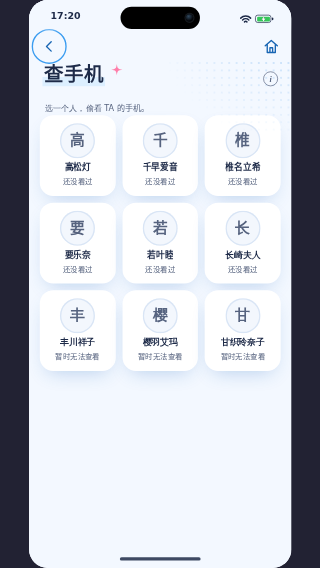 17:20
查手机
i
选一个人，偷看 TA 的手机。
高
千
椎
高松灯
千早爱音
椎名立希
还没看过
还没看过
还没看过
要
若
长
要乐奈
若叶睦
长崎夫人
还没看过
还没看过
还没看过
丰
樱
甘
丰川祥子
樱羽艾玛
甘织玲奈子
暂时无法查看
暂时无法查看
暂时无法查看